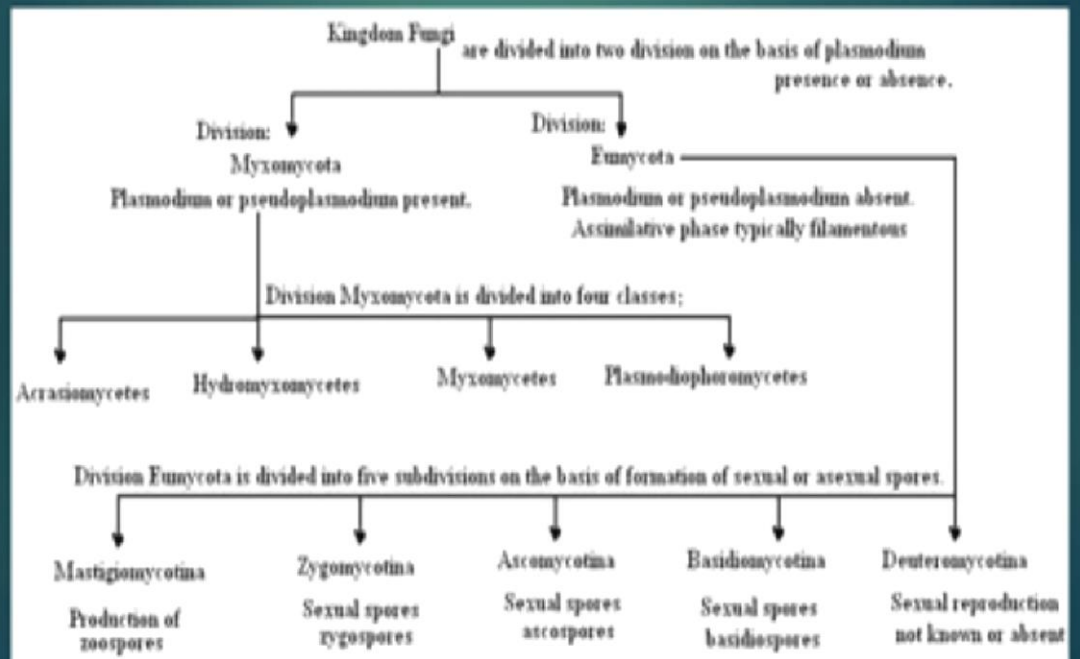 Kingdom Fungi
are divided into two division on the basis of plasmodium
presence or absence.
Division:
Myxomycota
Plasmodium or pseudoplasmodium present.
Division:
Eumycota
Plasmodium or pseudoplasmodium absent.
Assimilative phase typically filamentous
Division Myxomycota is divided into four classes;
Acrasiomycetes
Hydromyxomycetes
Myxomycetes
Plasmodiophoromycetes
Division Eumycota is divided into five subdivisions on the basis of formation of sexual or asexual spores.
Mastigiomycotina
Production of
zoospores
Zygomycotina
Sexual spores
zygospores
Ascomycotina
Sexual spores
ascospores
Basidiomycotina
Sexual spores
basidiospores
Deuteromycotina
Sexual reproduction
not known or absent